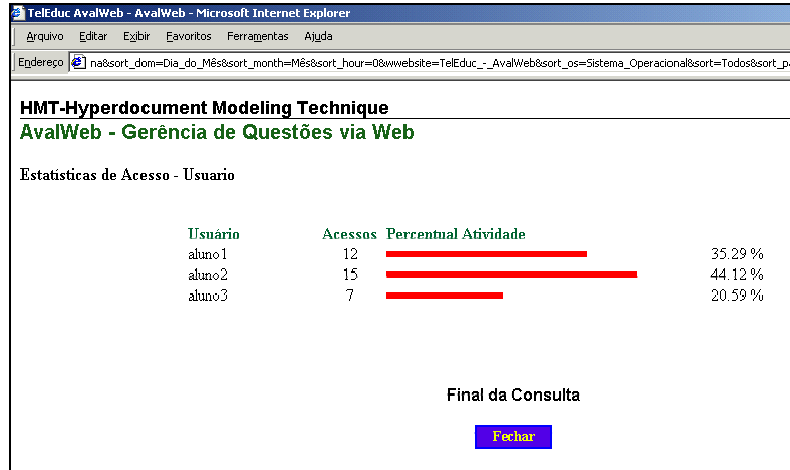 TelEduc AvalWeb - AvalWeb - Microsoft Internet Explorer
Arquivo Editar Exibir Favoritos Ferramentas Ajuda
Endereço na&sort_dom=Dia_do_Mês&sort_month=Mês&sort_hour=0&wwebsite=TelEduc_-_AvalWeb&sort_os=Sistema_Operacional&sort=Todos&sort_pa
HMT-Hyperdocument Modeling Technique
AvalWeb - Gerência de Questões via Web
Estatísticas de Acesso - Usuario
Usuário Acessos Percentual Atividade
aluno1 12 35.29 %
aluno2 15 44.12 %
aluno3 7 20.59 %
Final da Consulta
Fechar